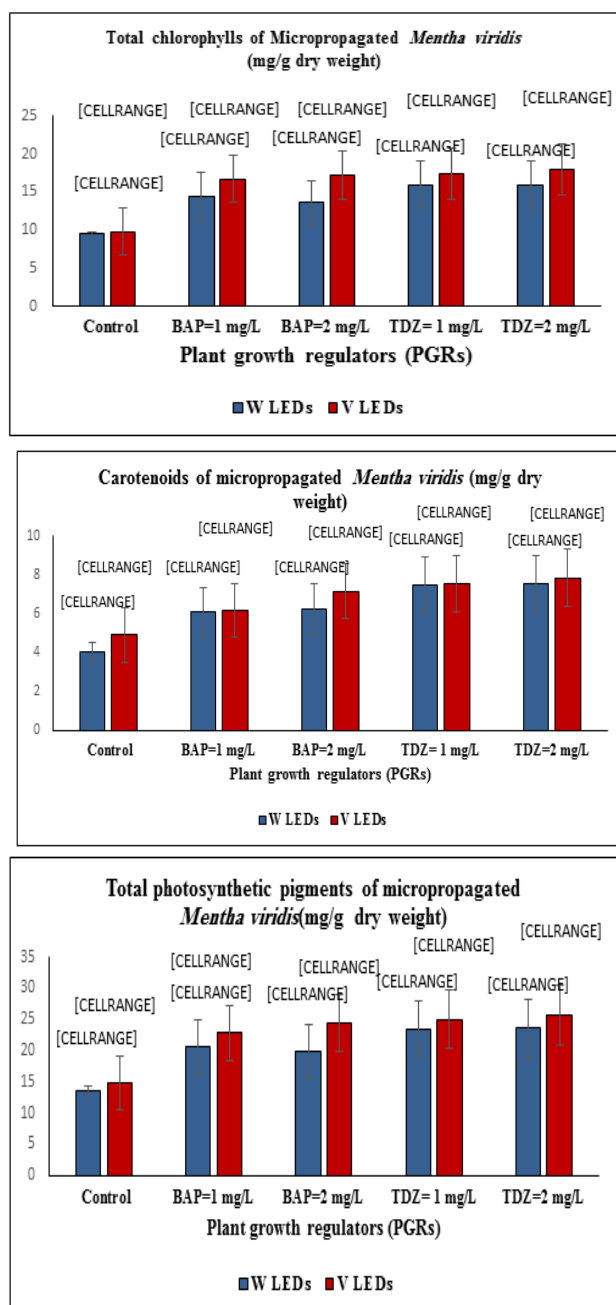 Total chlorophylls of Micropropagated Mentha viridis
(mg/g dry weight)
[CELLRANGE] [CELLRANGE] [CELLRANGE] [CELLRANGE] [CELLRANGE]
[CELLRANGE] [CELLRANGE] [CELLRANGE] [CELLRANGE] [CELLRANGE]
25
20
15
10
5
0
Control BAP=1 mg/L BAP=2 mg/L TDZ= 1 mg/L TDZ=2 mg/L
Plant growth regulators (PGRs)
W LEDs V LEDs
Carotenoids of micropropagated Mentha viridis (mg/g dry
weight)
[CELLRANGE] [CELLRANGE] [CELLRANGE] [CELLRANGE] [CELLRANGE]
[CELLRANGE] [CELLRANGE] [CELLRANGE] [CELLRANGE] [CELLRANGE]
10
8
6
4
2
0
Control BAP=1 mg/L BAP=2 mg/L TDZ= 1 mg/L TDZ=2 mg/L
Plant growth regulators (PGRs)
W LEDs V LEDs
Total photosynthetic pigments of micropropagated
Mentha viridis(mg/g dry weight)
[CELLRANGE] [CELLRANGE] [CELLRANGE] [CELLRANGE] [CELLRANGE]
[CELLRANGE] [CELLRANGE] [CELLRANGE] [CELLRANGE] [CELLRANGE]
35
30
25
20
15
10
5
0
Control BAP=1 mg/L BAP=2 mg/L TDZ= 1 mg/L TDZ=2 mg/L
Plant growth regulators (PGRs)
W LEDs V LEDs